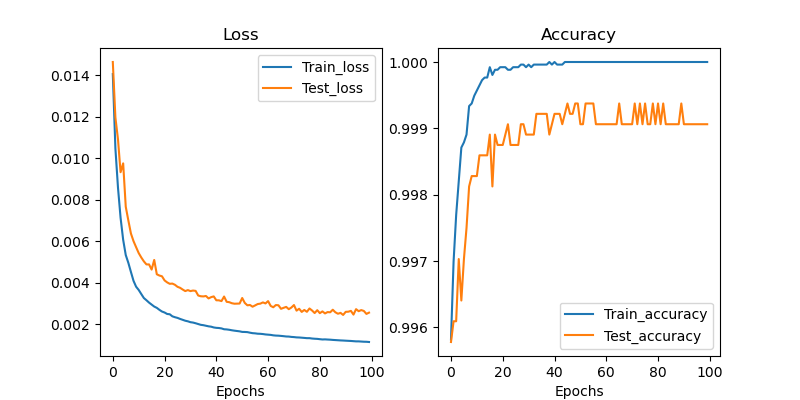 Loss
0.014
0.012
0.010
0.008
0.006
0.004
0.002
0 20 40 60 80 100
Epochs
Train_loss
Test_loss
Accuracy
1.000
0.999
0.998
0.997
0.996
0 20 40 60 80 100
Epochs
Train_accuracy
Test_accuracy